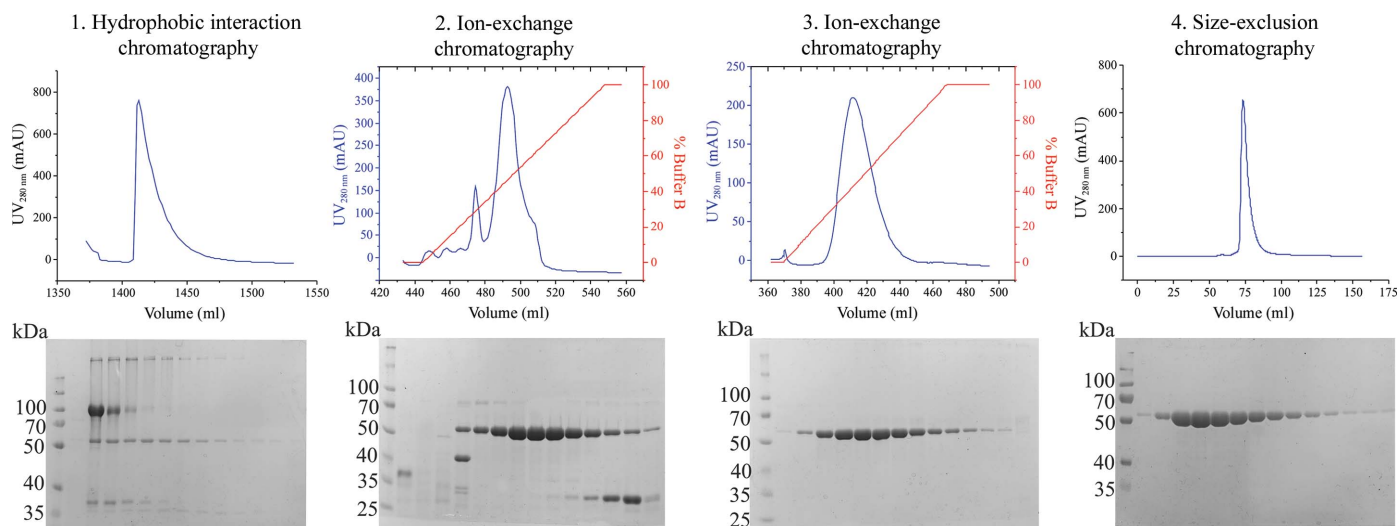 1. Hydrophobic interaction
chromatography
2. Ion-exchange
chromatography
3. Ion-exchange
chromatography
4. Size-exclusion
chromatography
UV280 nm (mAU)
800
600
400
200
0
1350 1400 1450 1500 1550
Volume (ml)
UV280 nm (mAU)
400
350
300
250
200
150
100
50
0
420 440 460 480 500 520 540 560
Volume (ml)
100
80
60
40
20
0
% Buffer B
UV280 nm (mAU)
250
200
150
100
50
0
360 380 400 420 440 460 480 500
Volume (ml)
100
80
60
40
20
0
% Buffer B
UV280 nm (mAU)
800
600
400
200
0
0 25 50 75 100 125 150 175
Volume (ml)
kDa
100
70
50
40
35
kDa
100
70
50
40
35
25
kDa
100
70
50
40
35
25
kDa
100
70
50
40
35